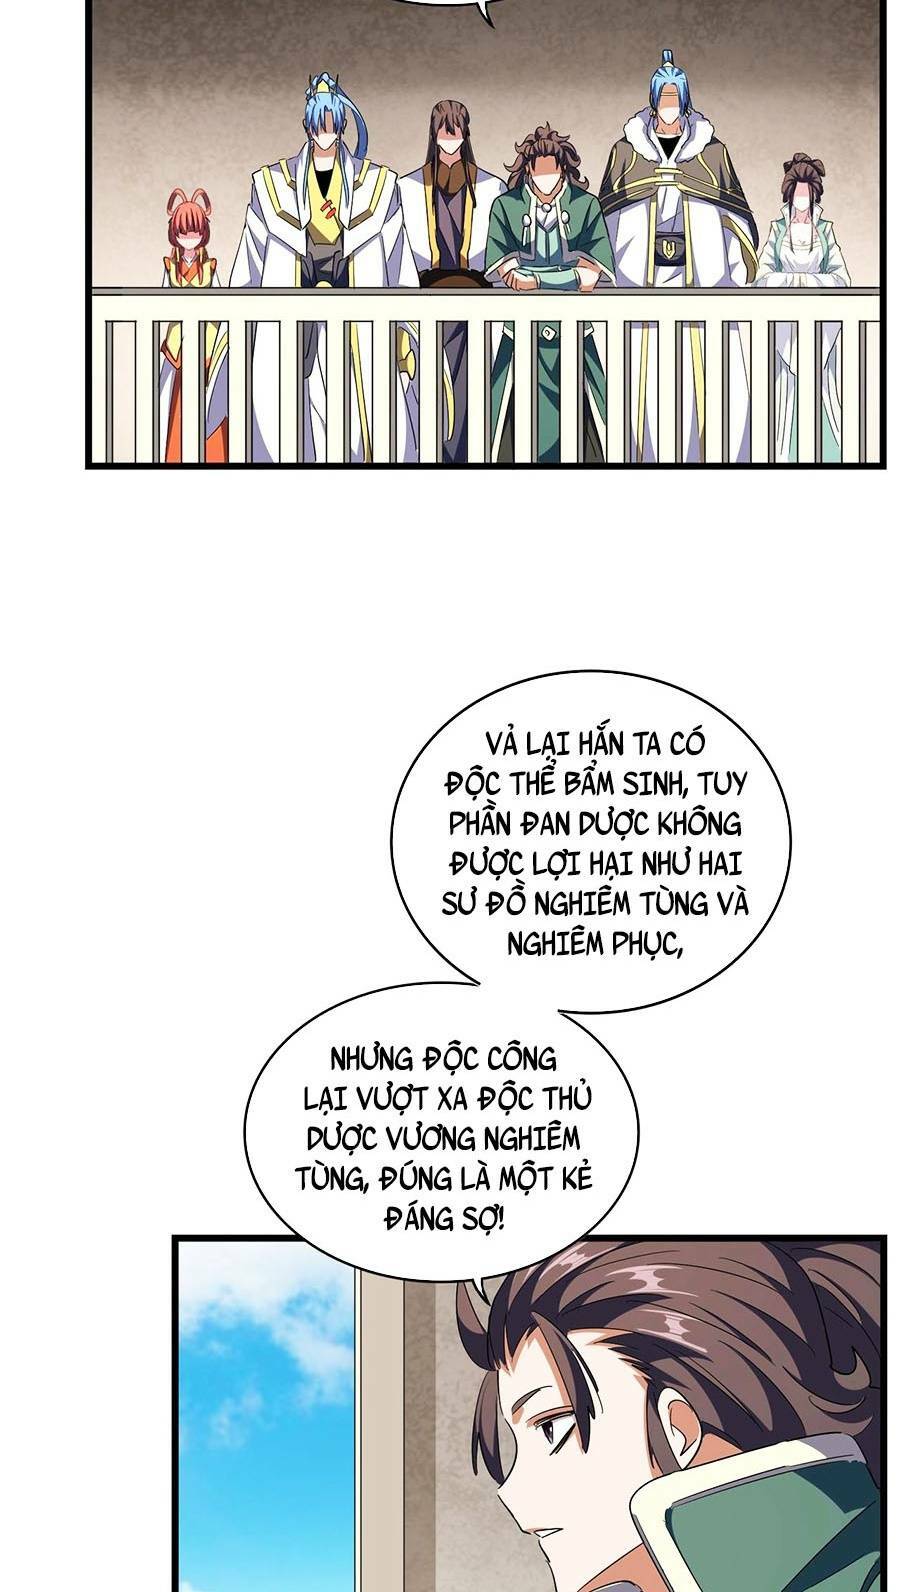 VẢ LẠI HẮN TA CÓ
ĐỘC THỂ BẨM SINH, TUY
PHẦN ĐAN DƯỢC KHÔNG
ĐƯỢC LỢI HẠI NHƯ HAI
SƯ ĐỒ NGHIÊM TÙNG VÀ
NGHIÊM PHỤC,
NHƯNG ĐỘC CÔNG
LẠI VƯỢT XA ĐỘC THỦ
DƯỢC VƯƠNG NGHIÊM
TÙNG, ĐÚNG LÀ MỘT KẺ
ĐÁNG SỢ!